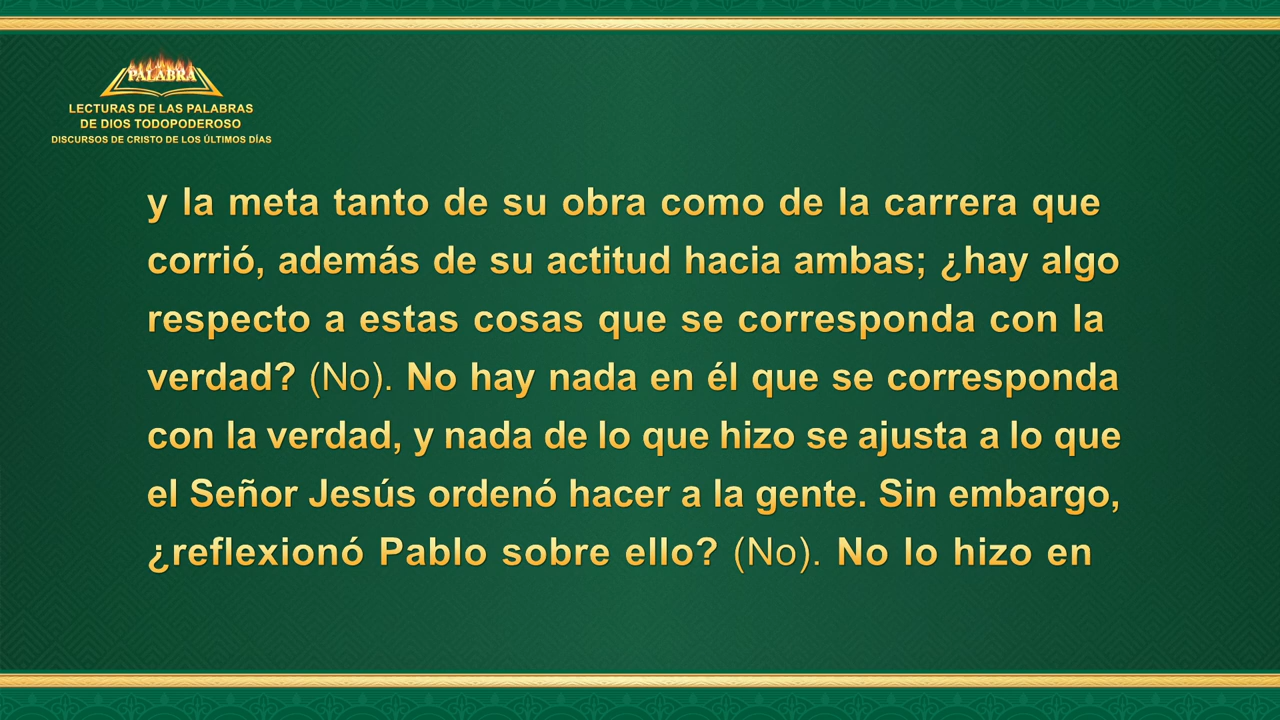 PALABRA
LECTURAS DE LAS PALABRAS
DE DIOS TODOPODEROSO
DISCURSOS DE CRISTO DE LOS ÚLTIMOS DÍAS
y la meta tanto de su obra como de la carrera que
corrió, además de su actitud hacia ambas; ¿hay algo
respecto a estas cosas que se corresponda con la
verdad? (No). No hay nada en él que se corresponda
con la verdad, y nada de lo que hizo se ajusta a lo que
el Señor Jesús ordenó hacer a la gente. Sin embargo,
¿reflexionó Pablo sobre ello? (No). No lo hizo en